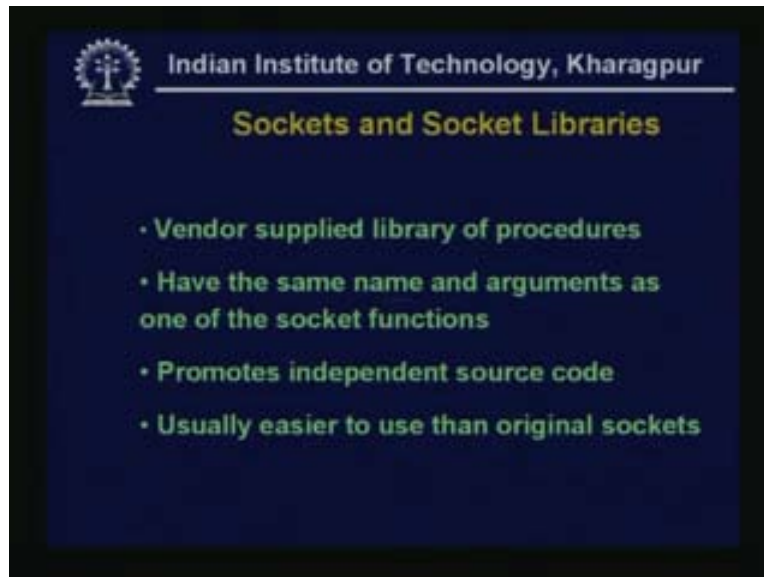 Indian Institute of Technology, Kharagpur
Sockets and Socket Libraries
• Vendor supplied library of procedures
• Have the same name and arguments as
one of the socket functions
• Promotes independent source code
• Usually easier to use than original sockets